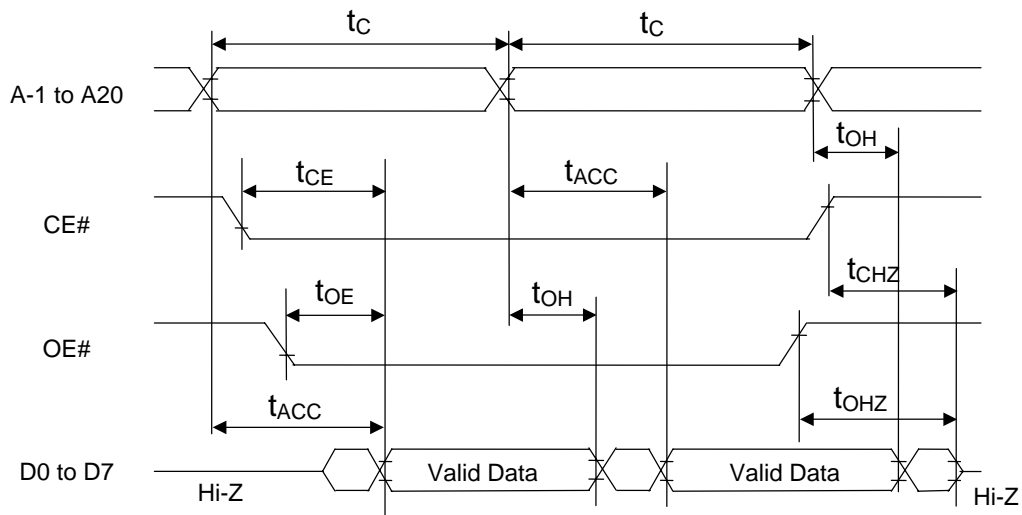 tC tC
A-1 to A20
tOH
tCE tACC
CE#
tCHZ
tOE tOH
OE#
tACC tOHZ
D0 to D7 Valid Data Valid Data
Hi-Z Hi-Z